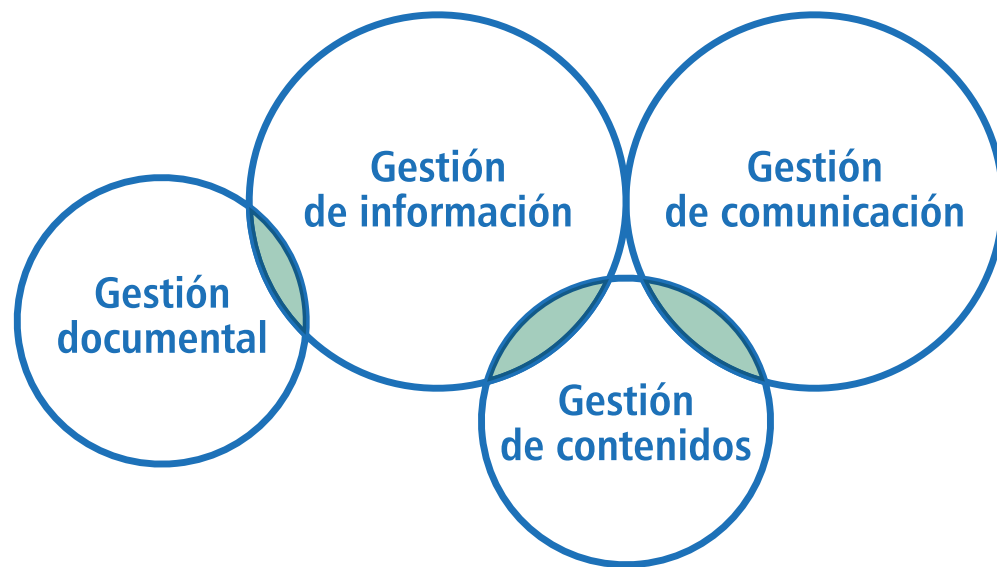 Gestión
de información
Gestión
de comunicación
Gestión
documental
Gestión
de contenidos